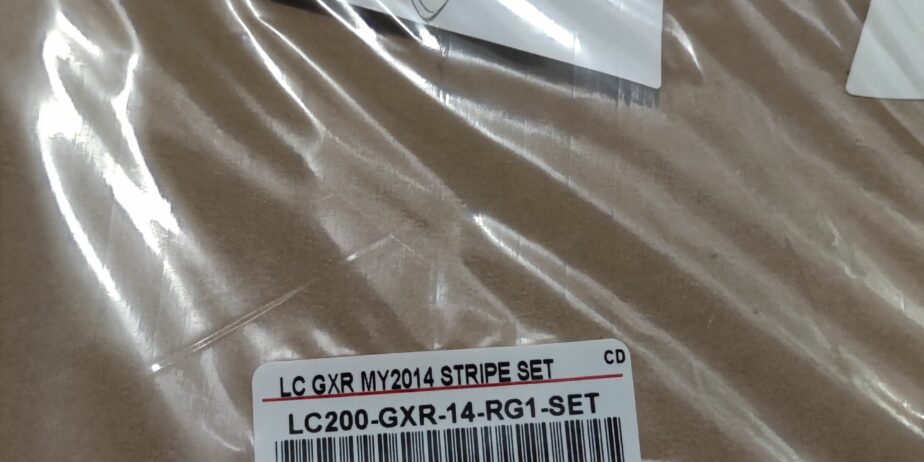 LC GXR MY2014 STRIPE SET CD
LC200-GXR-14-RG1-SET